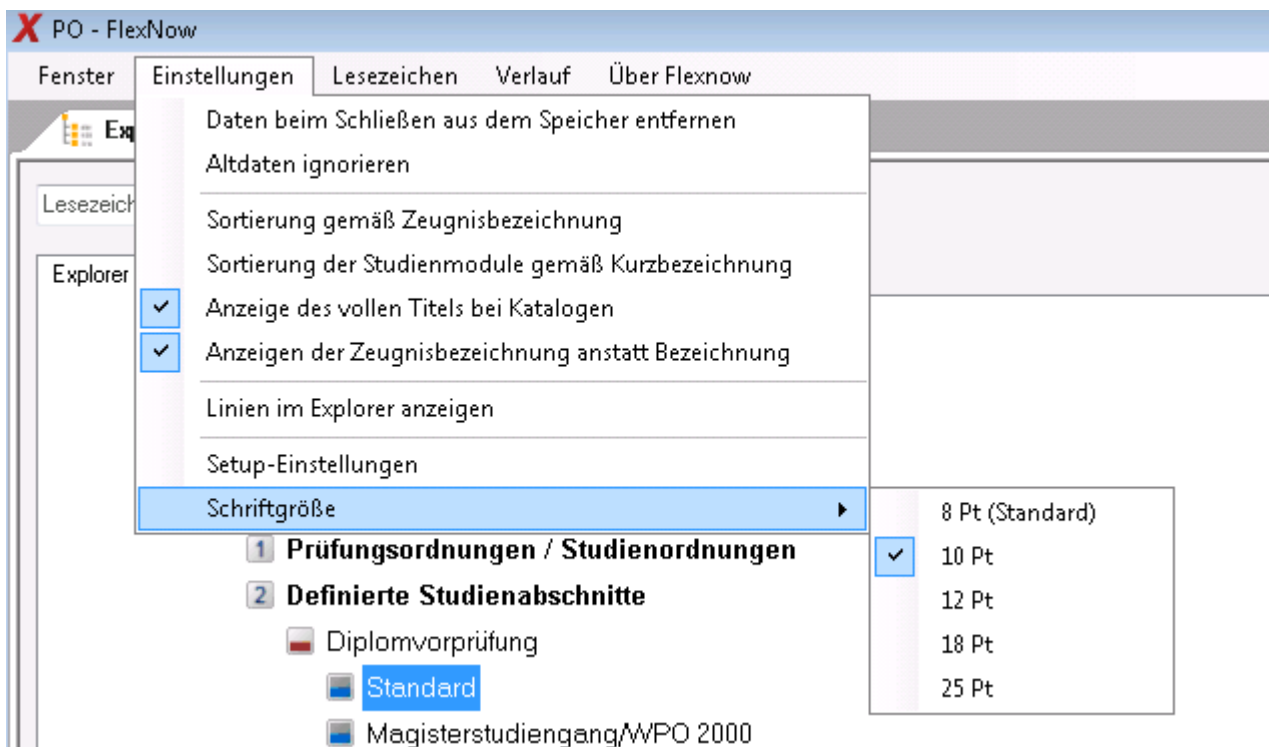 PO - FlexNow
Fenster Einstellungen Lesezeichen Verlauf Über Flexnow
Daten beim Schließen aus dem Speicher entfernen
Altdaten ignorieren
Sortierung gemäß Zeugnisbezeichnung
Sortierung der Studienmodule gemäß Kurzbezeichnung
Explorer
Anzeige des vollen Titels bei Katalogen
Anzeigen der Zeugnisbezeichnung anstatt Bezeichnung
Linien im Explorer anzeigen
Setup-Einstellungen
Schriftgröße
8 Pt (Standard)
10 Pt
12 Pt
18 Pt
25 Pt
1 Prüfungsordnungen / Studienordnungen
2 Definierte Studienabschnitte
Diplomvorprüfung
Standard
Magisterstudiengang/WPO 2000